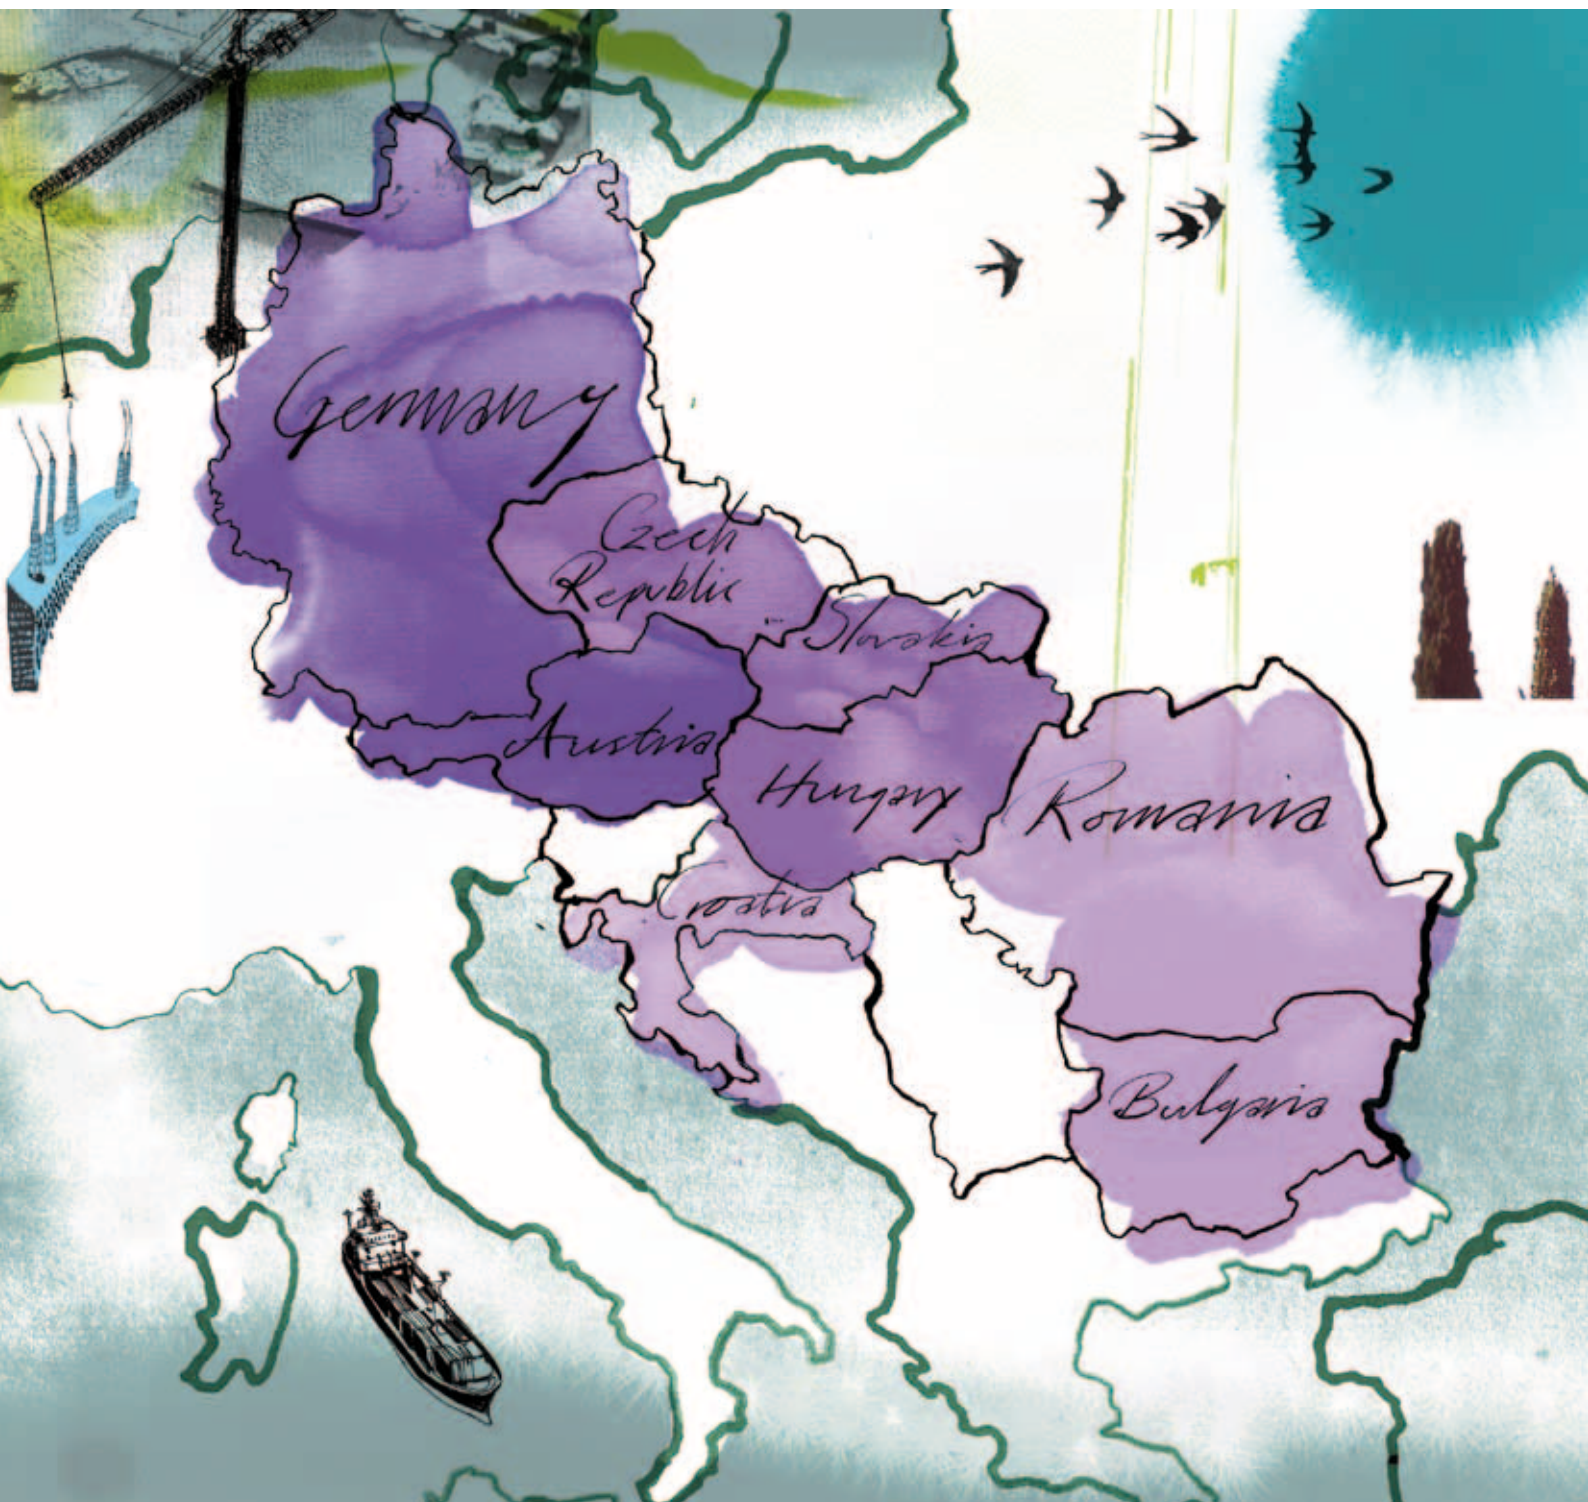 Germany
Czech
Republic
Slovakia
Austria
Hungary
Romania
Croatia
Bulgaria